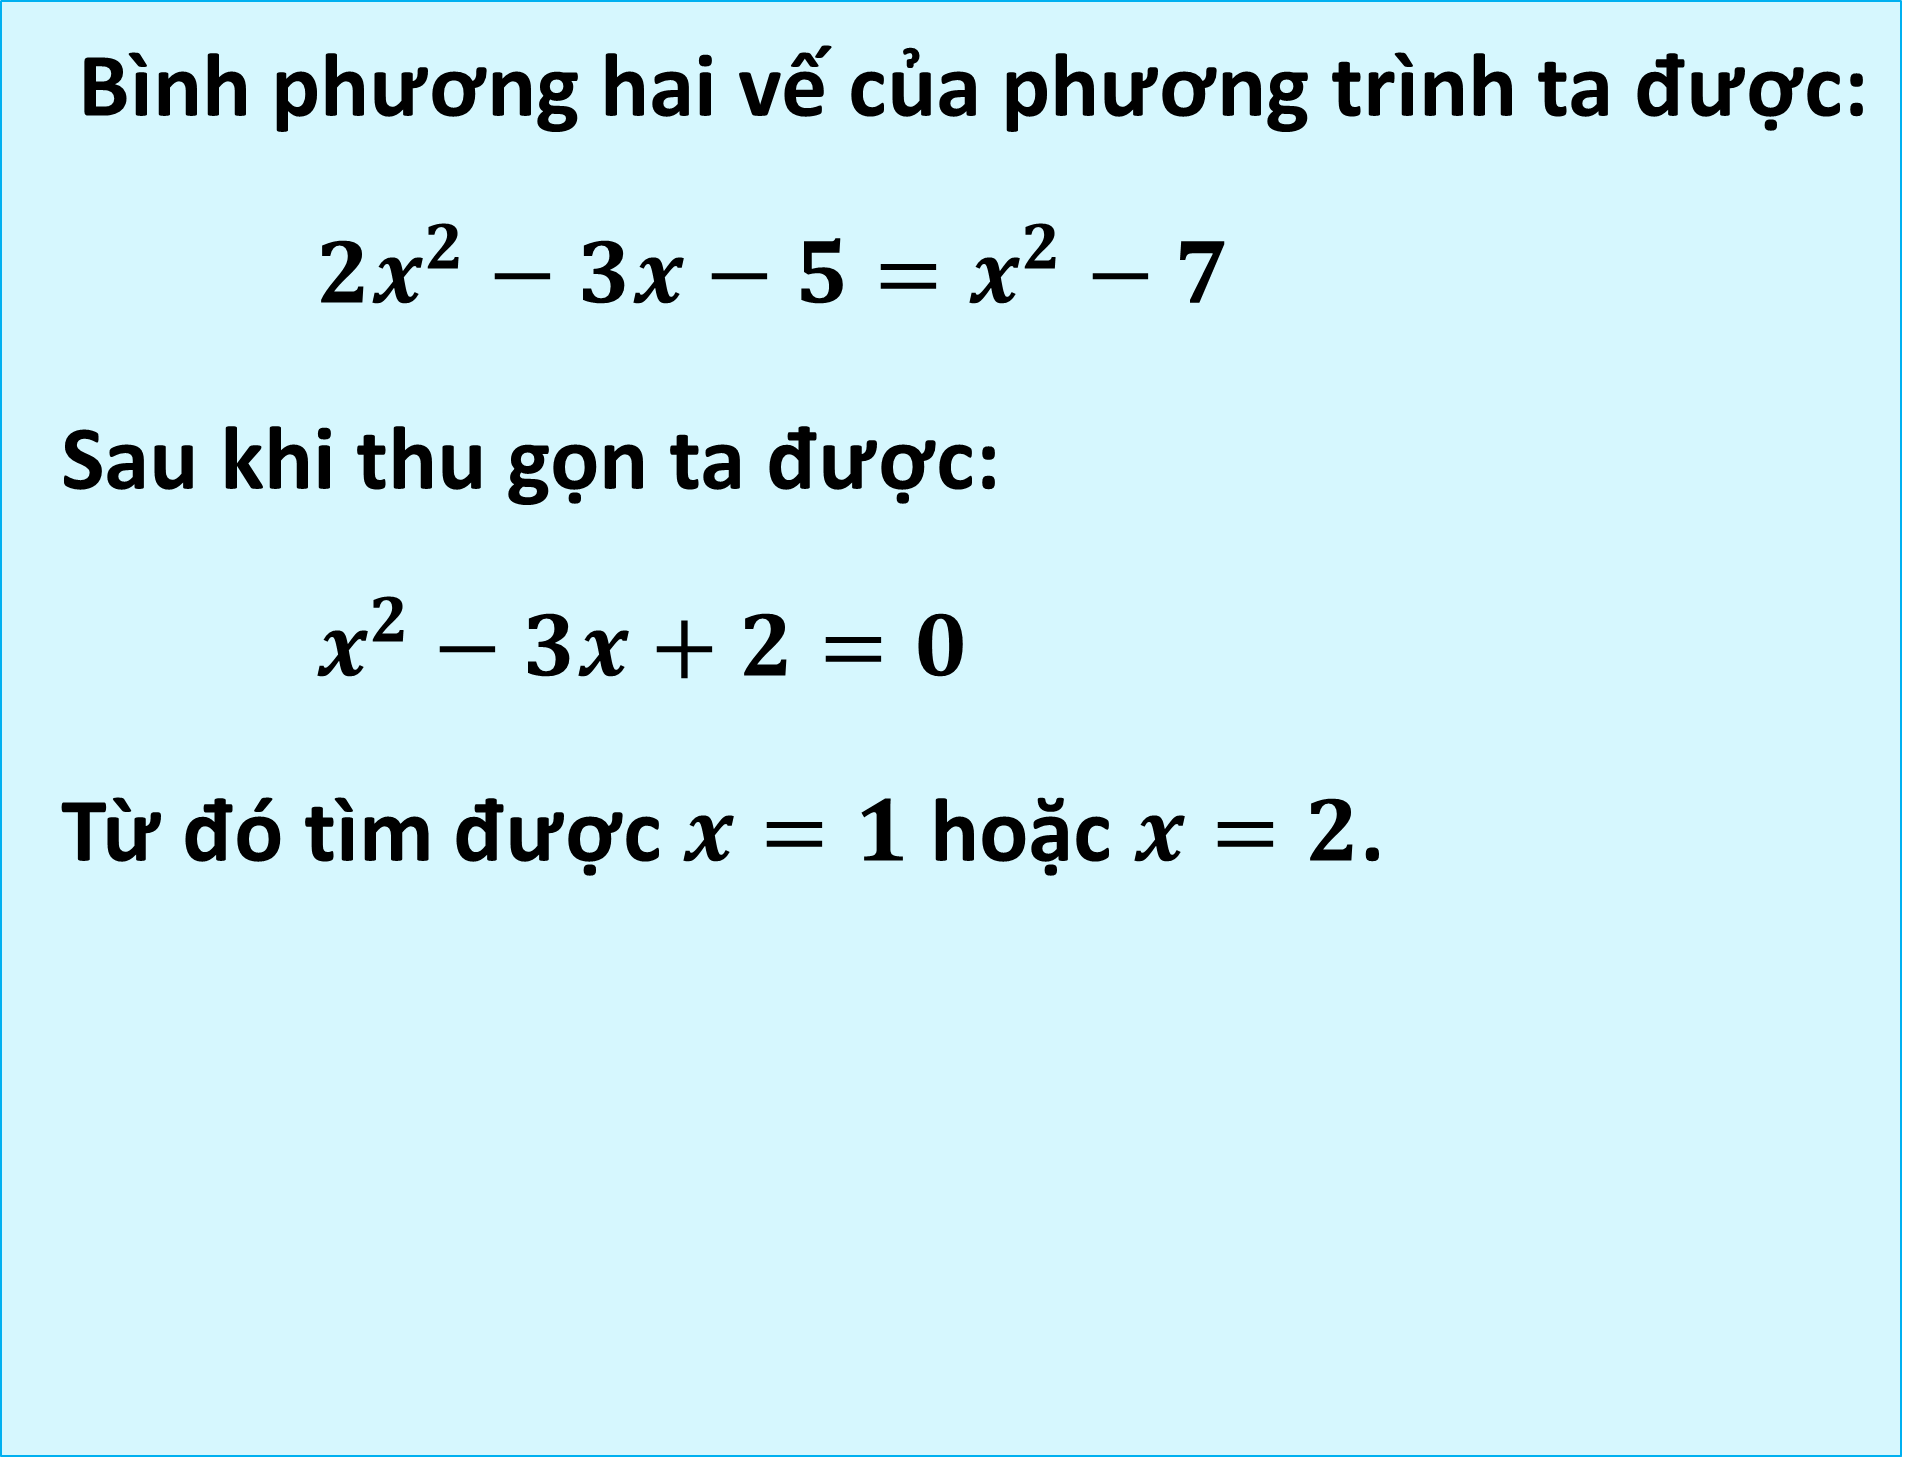 Bình phương hai vế của phương trình ta được:
2x² − 3x − 5 = x² − 7
Sau khi thu gọn ta được:
x² − 3x + 2 = 0
Từ đó tìm được x = 1 hoặc x = 2.